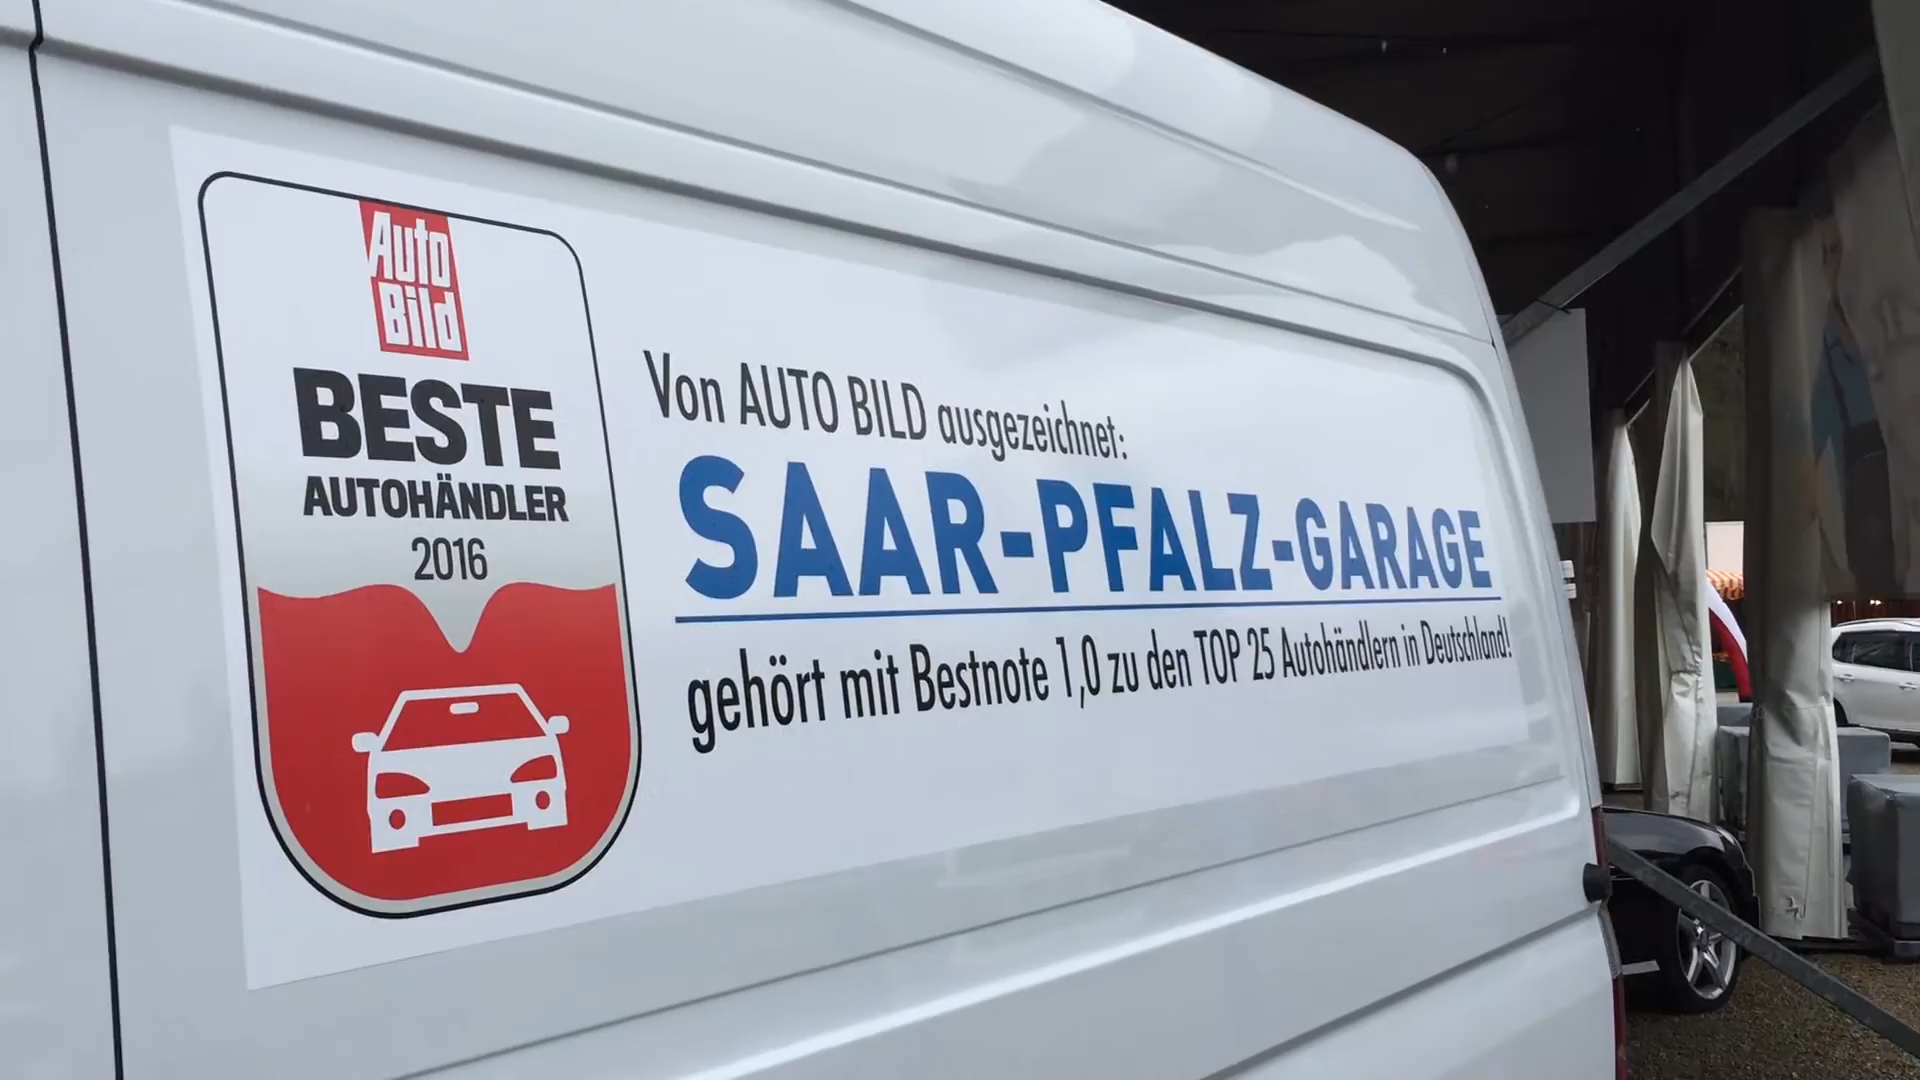 Auto
Bild
BESTE
AUTOHÄNDLER
2016
Von AUTO BILD ausgezeichnet:
SAAR-PFALZ-GARAGE
gehört mit Bestnote 1,0 zu den TOP 25 Autohändlern in Deutschland!